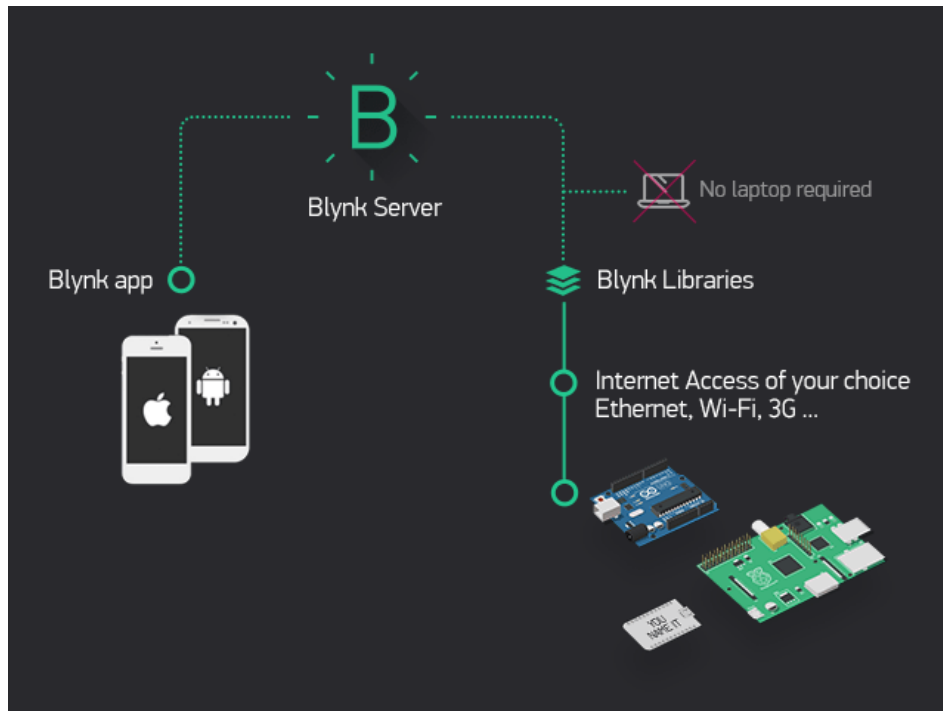 B
Blynk Server
No laptop required
Blynk app
Blynk Libraries
Internet Access of your choice
Ethernet, Wi-Fi, 3G ...
YOU
NAME IT